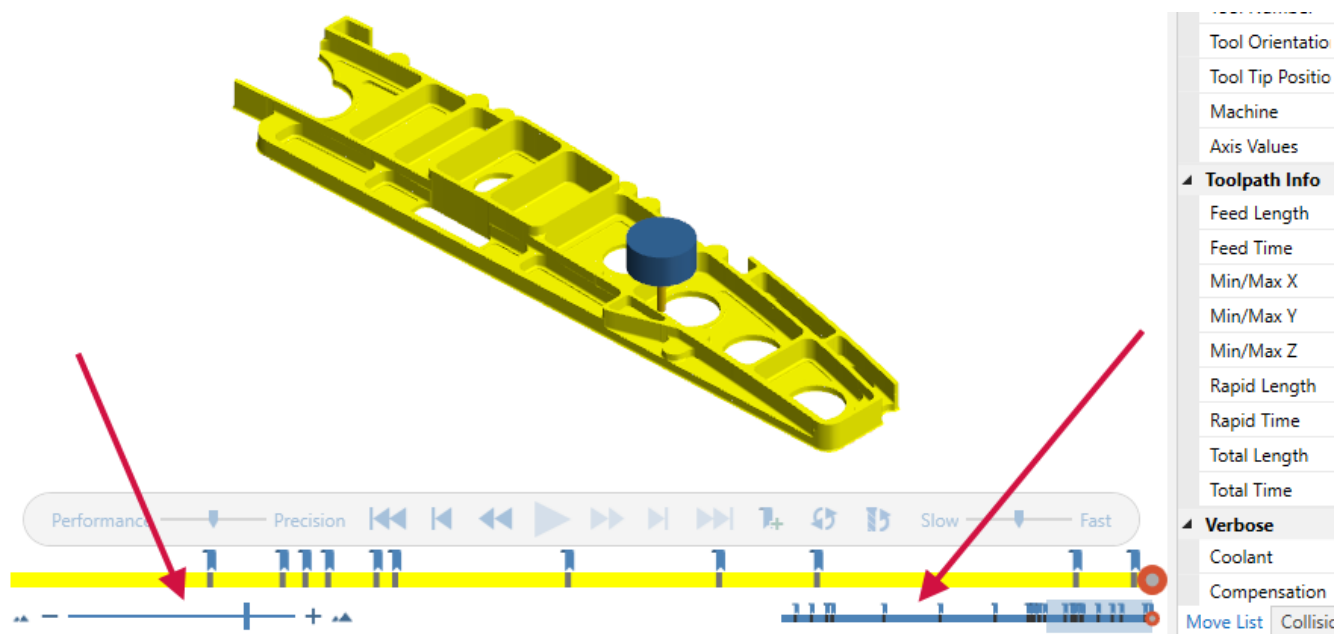 Tool Orientatio
Tool Tip Positio
Machine
Axis Values
Toolpath Info
Feed Length
Feed Time
Min/Max X
Min/Max Y
Min/Max Z
Rapid Length
Rapid Time
Total Length
Total Time
Verbose
Coolant
Compensation
Move List Collisio
Performance Precision Slow Fast